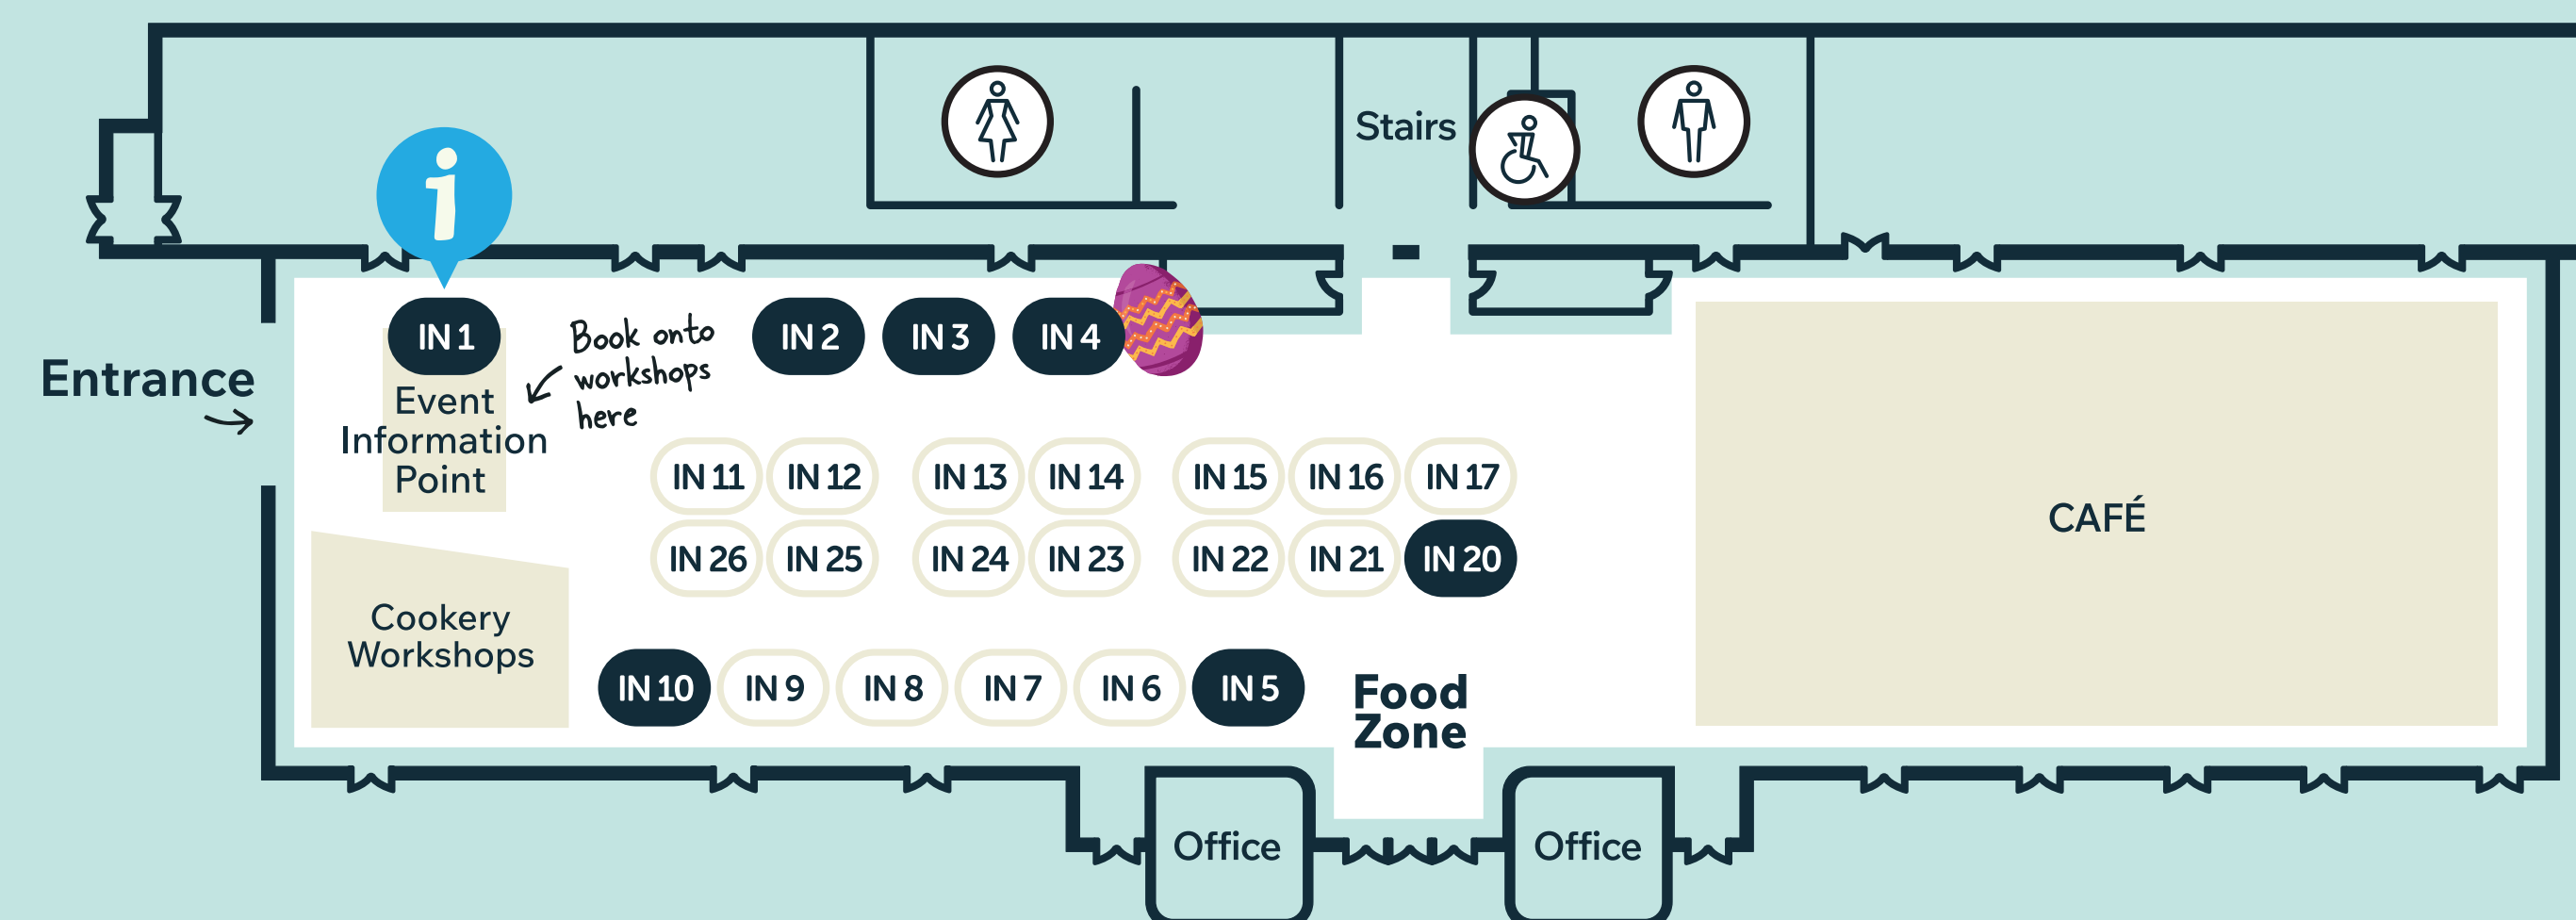 Stairs
i
IN 1
IN 2
IN 3
IN 4
Book onto
workshops
here
Entrance
Event
Information
Point
IN 11
IN 12
IN 13
IN 14
IN 15
IN 16
IN 17
IN 26
IN 25
IN 24
IN 23
IN 22
IN 21
IN 20
CAFÉ
Cookery
Workshops
IN 10
IN 9
IN 8
IN 7
IN 6
IN 5
Food
Zone
Office
Office